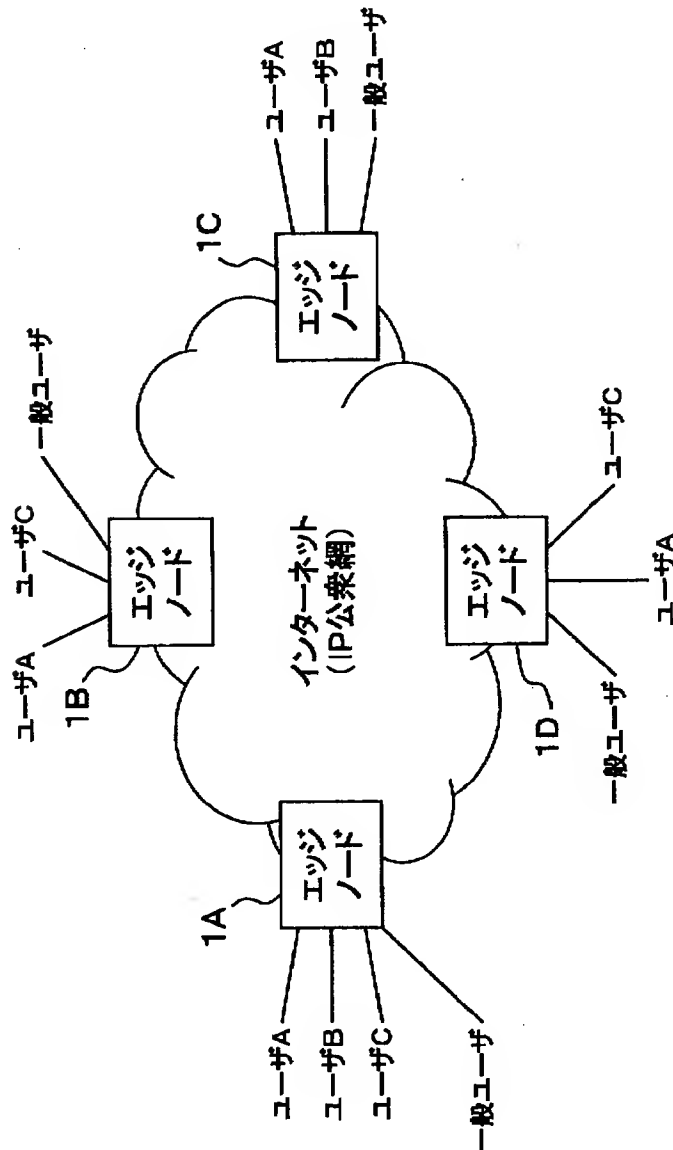 ユーザA
ユーザC
一般ユーザ
1B
エッジ
ノード
1A
エッジ
ノード
ユーザA
ユーザB
ユーザC
一般ユーザ
インターネット
(IP公衆網)
1C
エッジ
ノード
ユーザA
ユーザB
一般ユーザ
エッジ
ノード
1D
一般ユーザ
ユーザA
ユーザC